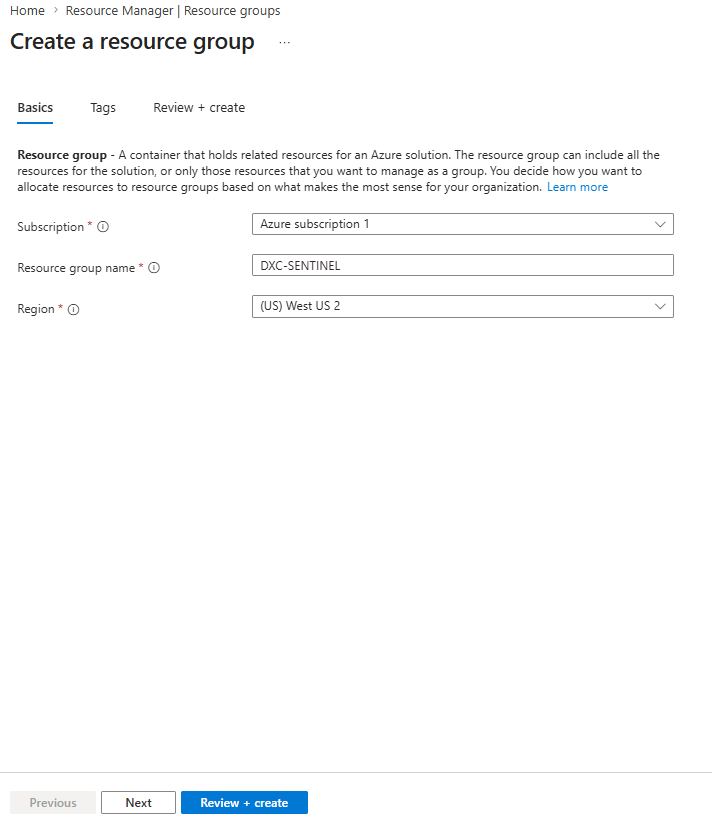 Home > Resource Manager | Resource groups
Create a resource group ...
Basics Tags Review + create
Resource group - A container that holds related resources for an Azure solution. The resource group can include all the
resources for the solution, or only those resources that you want to manage as a group. You decide how you want to
allocate resources to resource groups based on what makes the most sense for your organization. Learn more
Subscription * Azure subscription 1
Resource group name * DXC-SENTINEL
Region * (US) West US 2
Previous Next Review + create